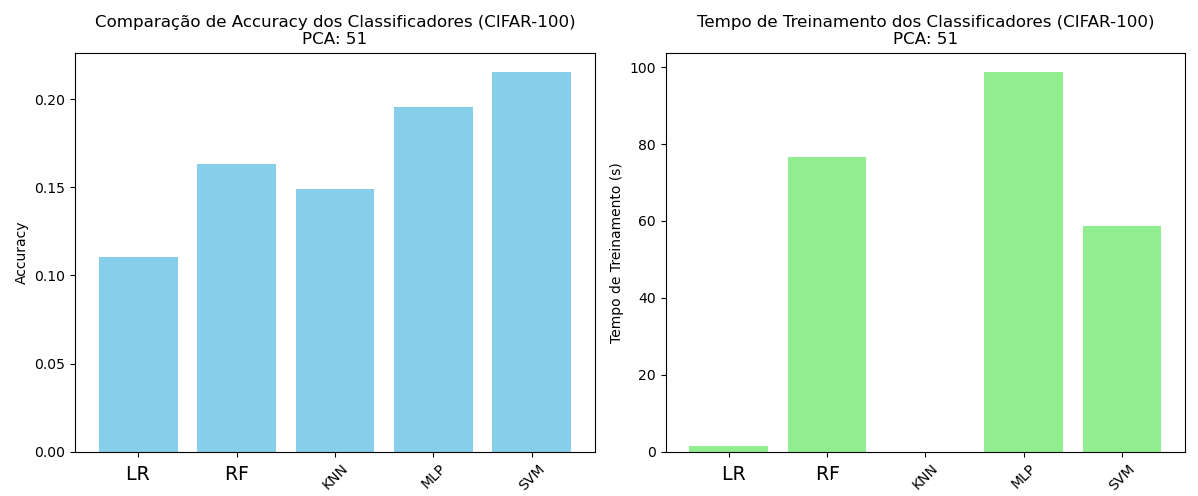 Comparação de Accuracy dos Classificadores (CIFAR-100)
PCA: 51
Accuracy
0.20
0.15
0.10
0.05
0.00
LR
RF
KNN
MLP
SVM
Tempo de Treinamento dos Classificadores (CIFAR-100)
PCA: 51
Tempo de Treinamento (s)
100
80
60
40
20
0
LR
RF
KNN
MLP
SVM